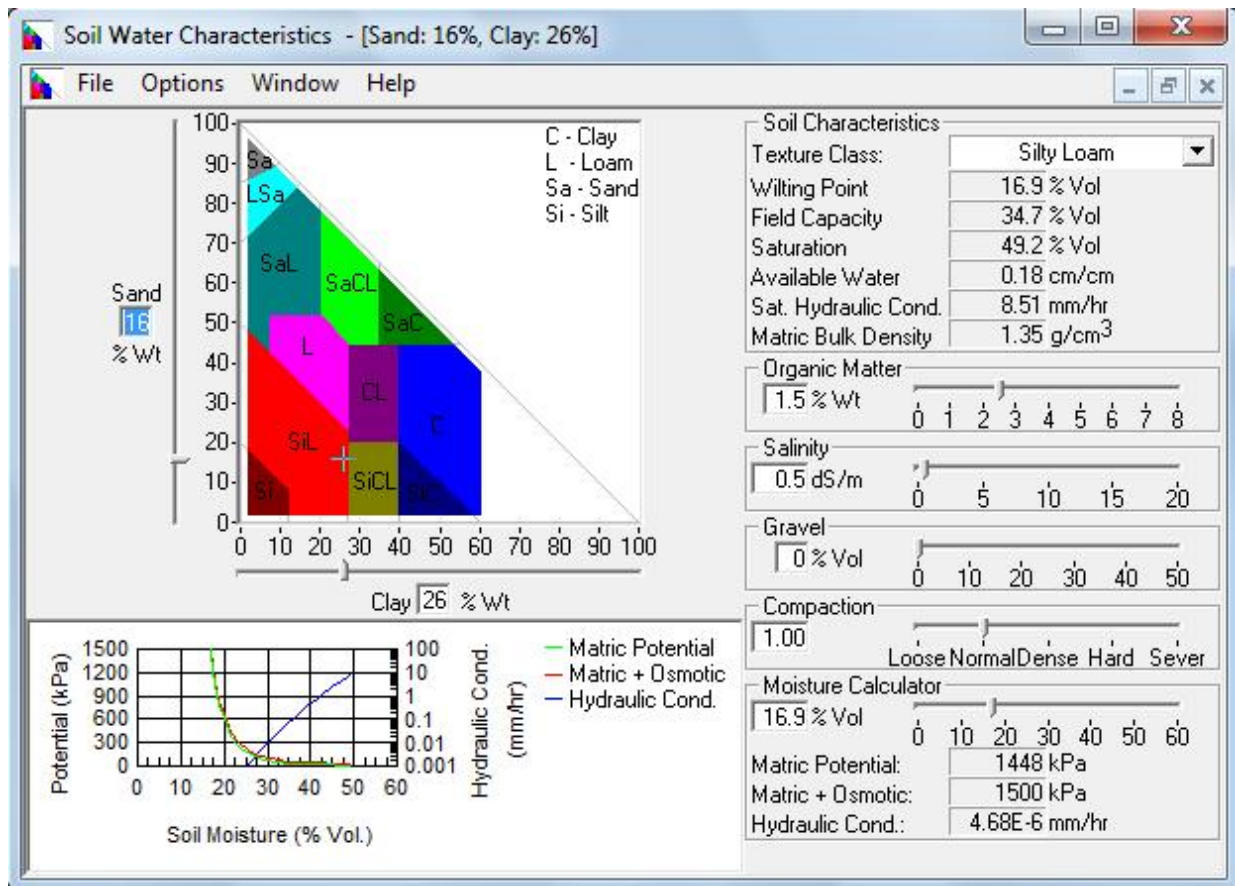 Soil Water Characteristics - [Sand: 16%, Clay: 26%]
File Options Window Help
C - Clay
L - Loam
Sa - Sand
Si - Silt
100
90
80
70
60
50
40
30
20
10
0
Sand
16
% Wt
Sa
LSa
SaL
SaCL
SaC
L
CL
C
SiL
SiCL
SiC
Si
0 10 20 30 40 50 60 70 80 90 100
Clay 26 % Wt
Soil Characteristics
Texture Class: Silty Loam
Wilting Point 16.9 % Vol
Field Capacity 34.7 % Vol
Saturation 49.2 % Vol
Available Water 0.18 cm/cm
Sat. Hydraulic Cond. 8.51 mm/hr
Matric Bulk Density 1.35 g/cm3
Organic Matter
1.5 % Wt
0 1 2 3 4 5 6 7 8
Salinity
0.5 dS/m
0 5 10 15 20
Gravel
0 % Vol
0 10 20 30 40 50
Compaction
1.00
Loose Normal Dense Hard Sever
Moisture Calculator
16.9 % Vol
0 10 20 30 40 50 60
Matric Potential: 1448 kPa
Matric + Osmotic: 1500 kPa
Hydraulic Cond.: 4.68E-6 mm/hr
Potential (kPa)
1500
1200
900
600
300
0
0 10 20 30 40 50 60
Soil Moisture (% Vol.)
100
10
1
0.1
0.01
0.001
Hydraulic Cond.
(mm/hr)
Matric Potential
Matric + Osmotic
Hydraulic Cond.